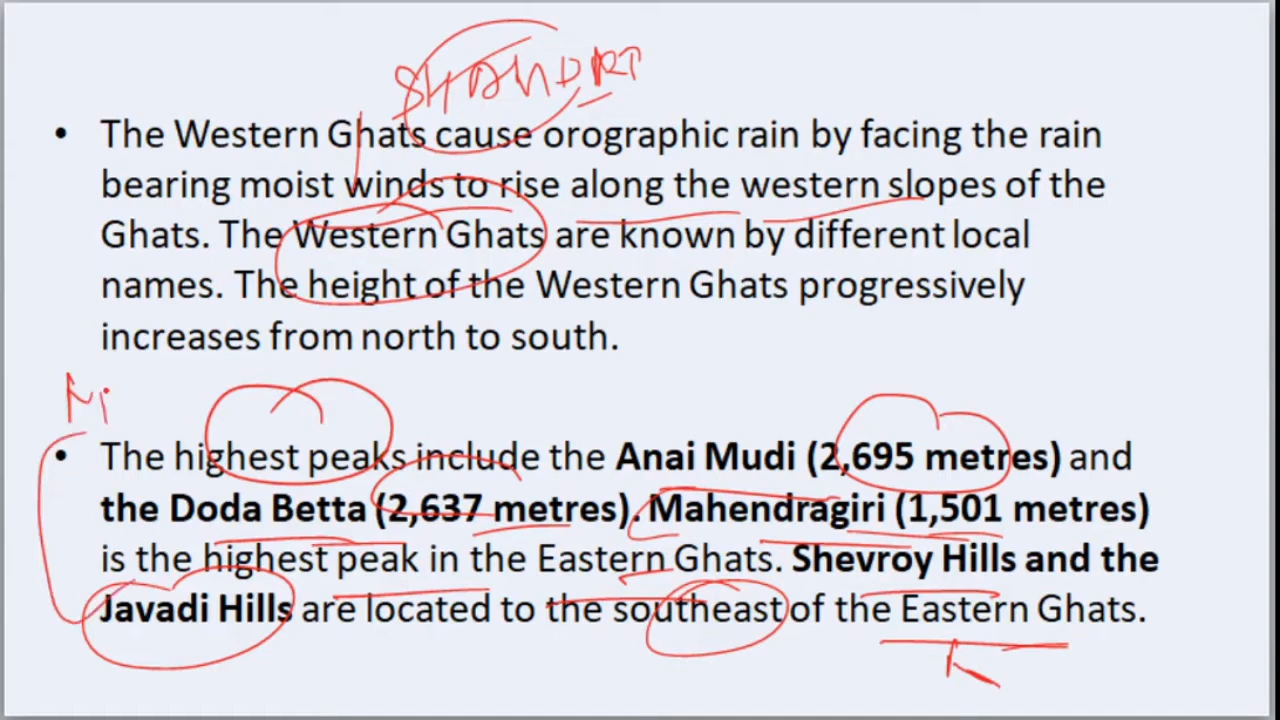 • The Western Ghats cause orographic rain by facing the rain
bearing moist winds to rise along the western slopes of the
Ghats. The Western Ghats are known by different local
names. The height of the Western Ghats progressively
increases from north to south.
• The highest peaks include the Anai Mudi (2,695 metres) and
the Doda Betta (2,637 metres). Mahendragiri (1,501 metres)
is the highest peak in the Eastern Ghats. Shevroy Hills and the
Javadi Hills are located to the southeast of the Eastern Ghats.